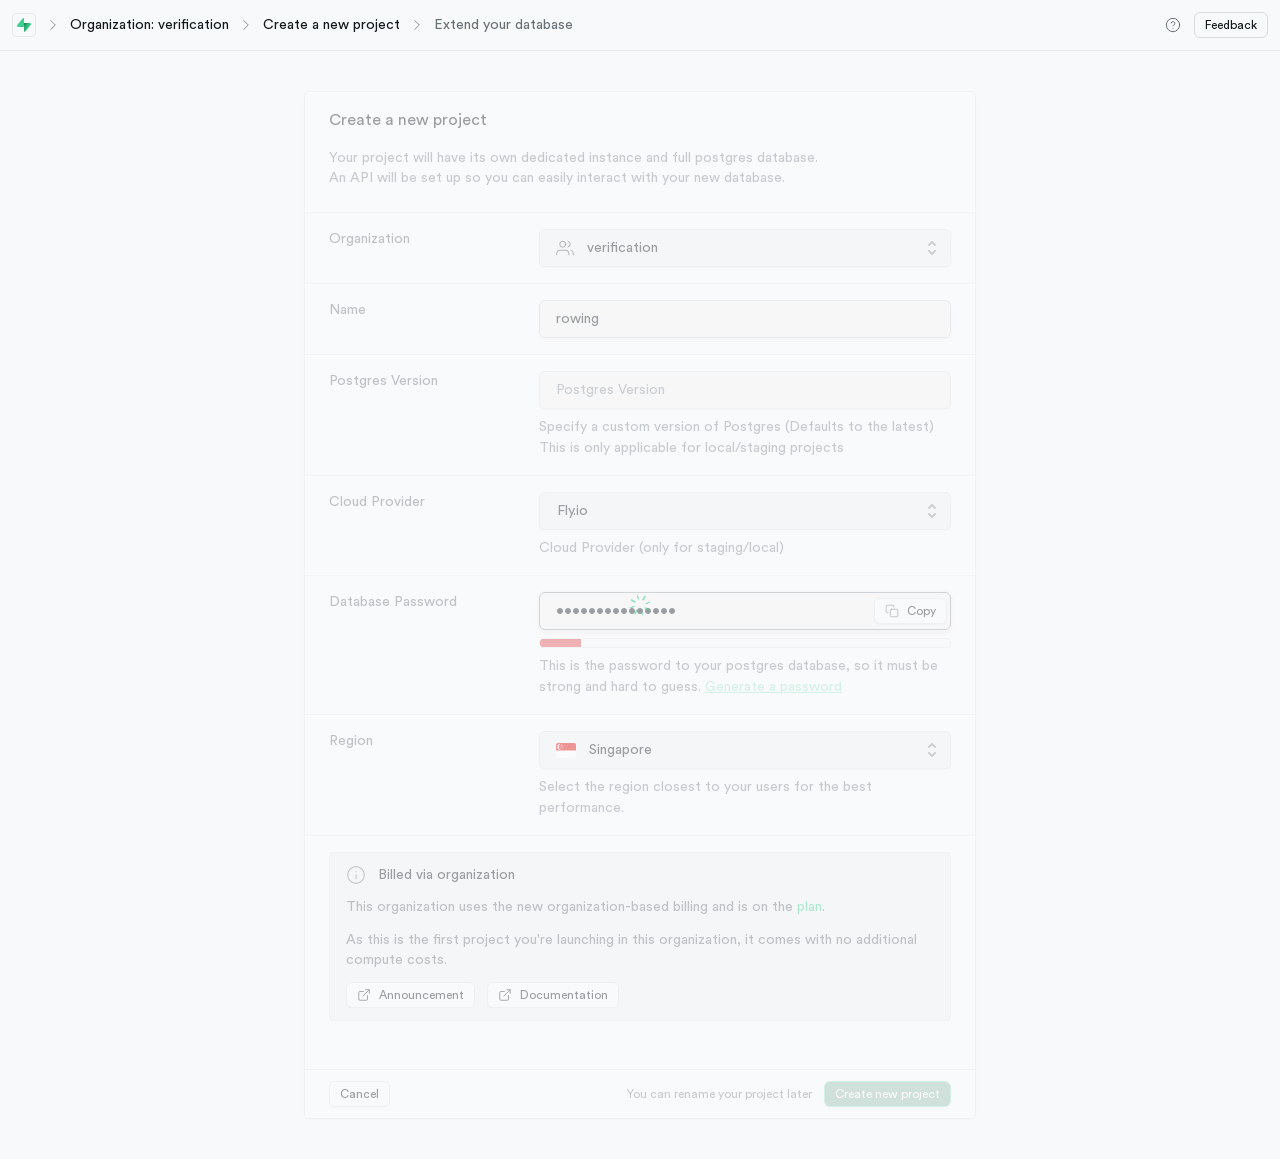 Organization: verification
Create a new project
Extend your database
Feedback
Create a new project
Your project will have its own dedicated instance and full postgres database.
An API will be set up so you can easily interact with your new database.
Organization
verification
Name
rowing
Postgres Version
Postgres Version
Specify a custom version of Postgres (Defaults to the latest)
This is only applicable for local/staging projects
Cloud Provider
Fly.io
Cloud Provider (only for staging/local)
Database Password
Copy
This is the password to your postgres database, so it must be
strong and hard to guess. Generate a password
Region
Singapore
Select the region closest to your users for the best
performance.
Billed via organization
This organization uses the new organization-based billing and is on the plan.
As this is the first project you're launching in this organization, it comes with no additional
compute costs.
Announcement
Documentation
Cancel
You can rename your project later
Create new project